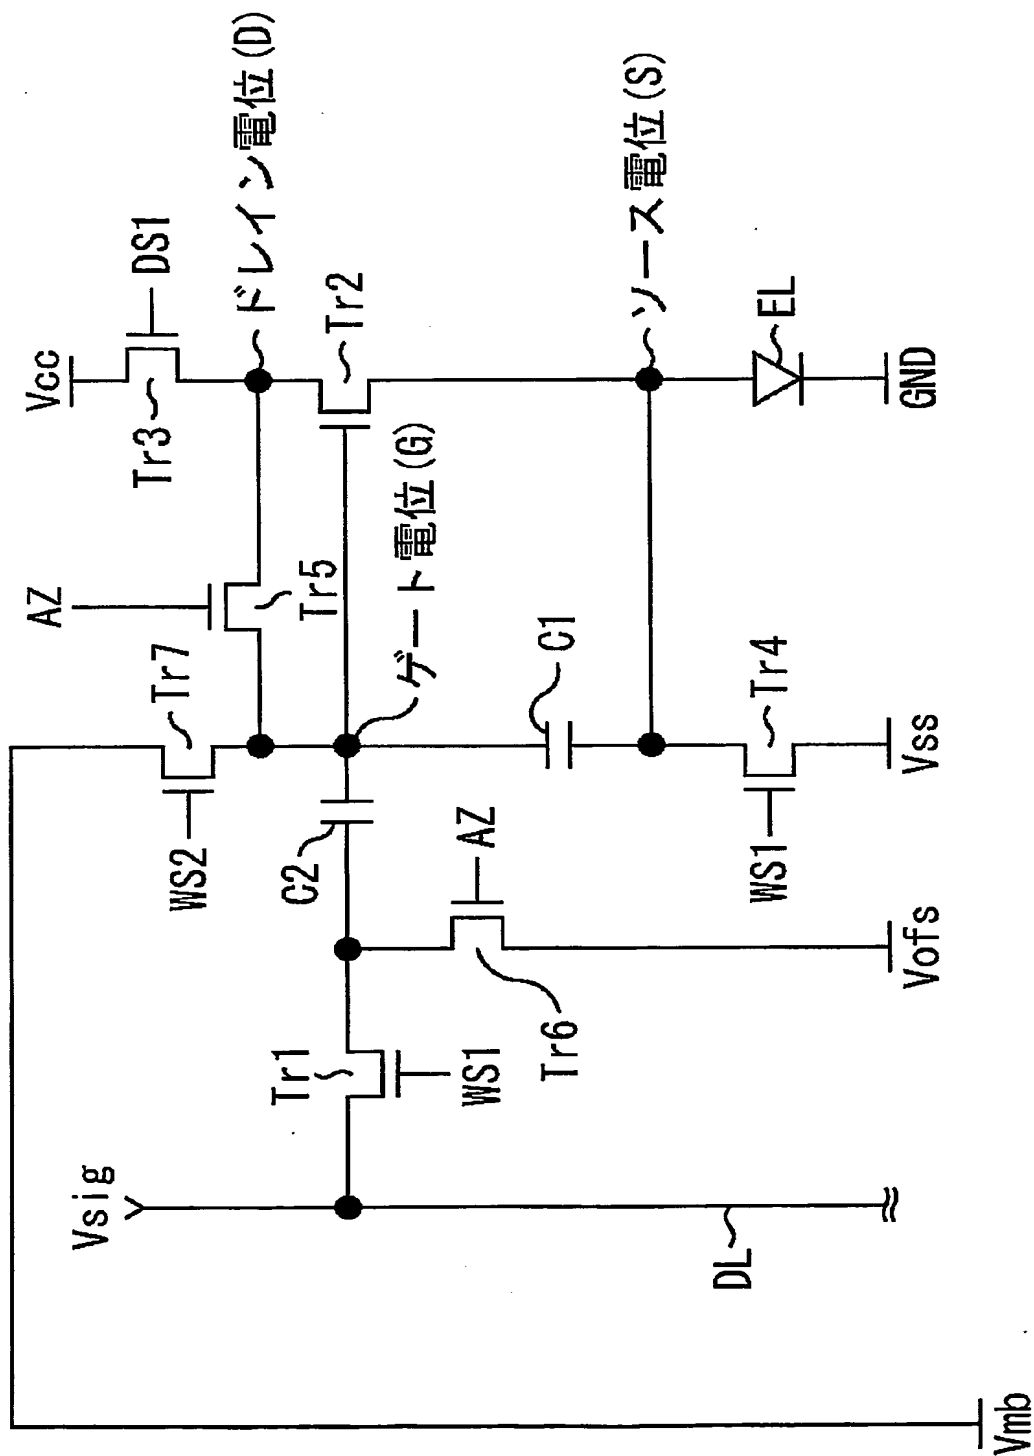 Vsig
AZ
Vcc
DS1
Tr7
Tr3
WS2
ドレイン電位(D)
Tr1
C2
Tr5
Tr2
ゲート電位(G)
WS1
AZ
Tr6
C1
ソース電位(S)
DL
WS1
Tr4
EL
Vofs
Vss
GND
Vmb